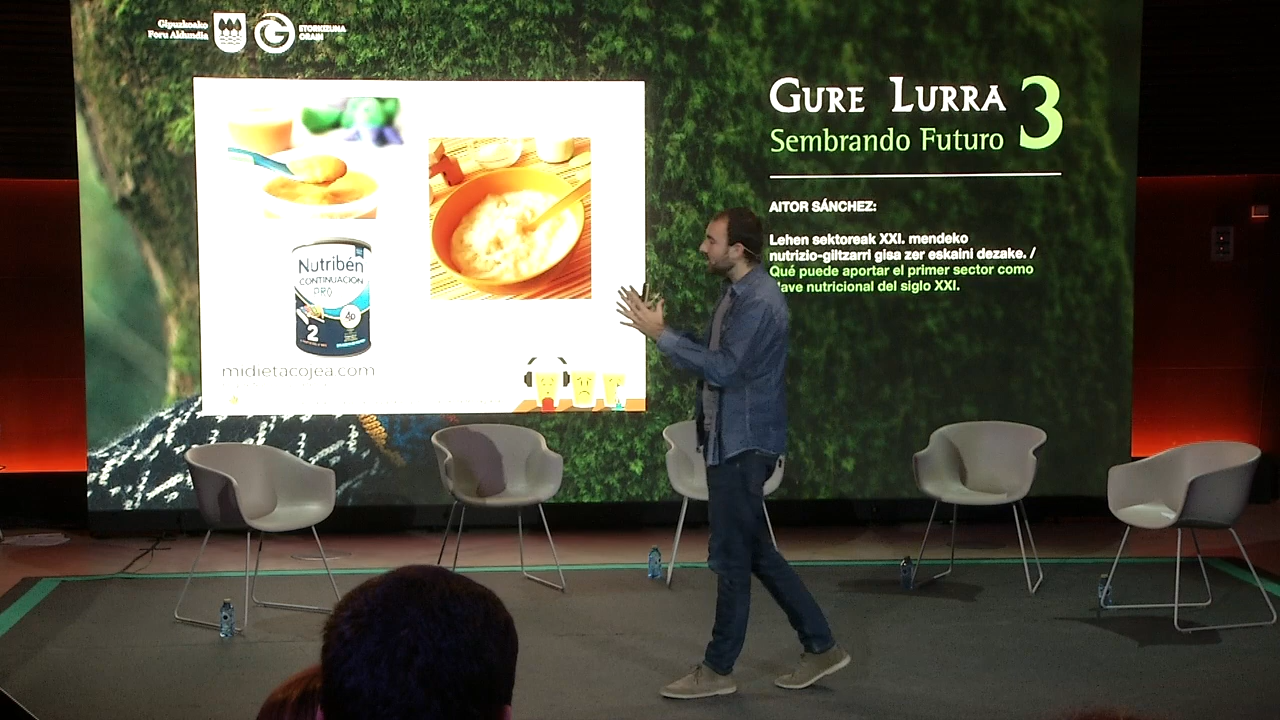 Gipuzkoako
Foru Aldundia
ETORKIZUNA
ORAIN
GURE LURRA 3
Sembrando Futuro
AITOR SÁNCHEZ:
Lehen sektoreak XXI. mendeko
nutrizio-giltzarri gisa zer eskaini dezake. /
Qué puede aportar el primer sector como
lave nutricional del siglo XXI.
Nutribén
CONTINUACIÓN
PRO
2
midietacojea.com